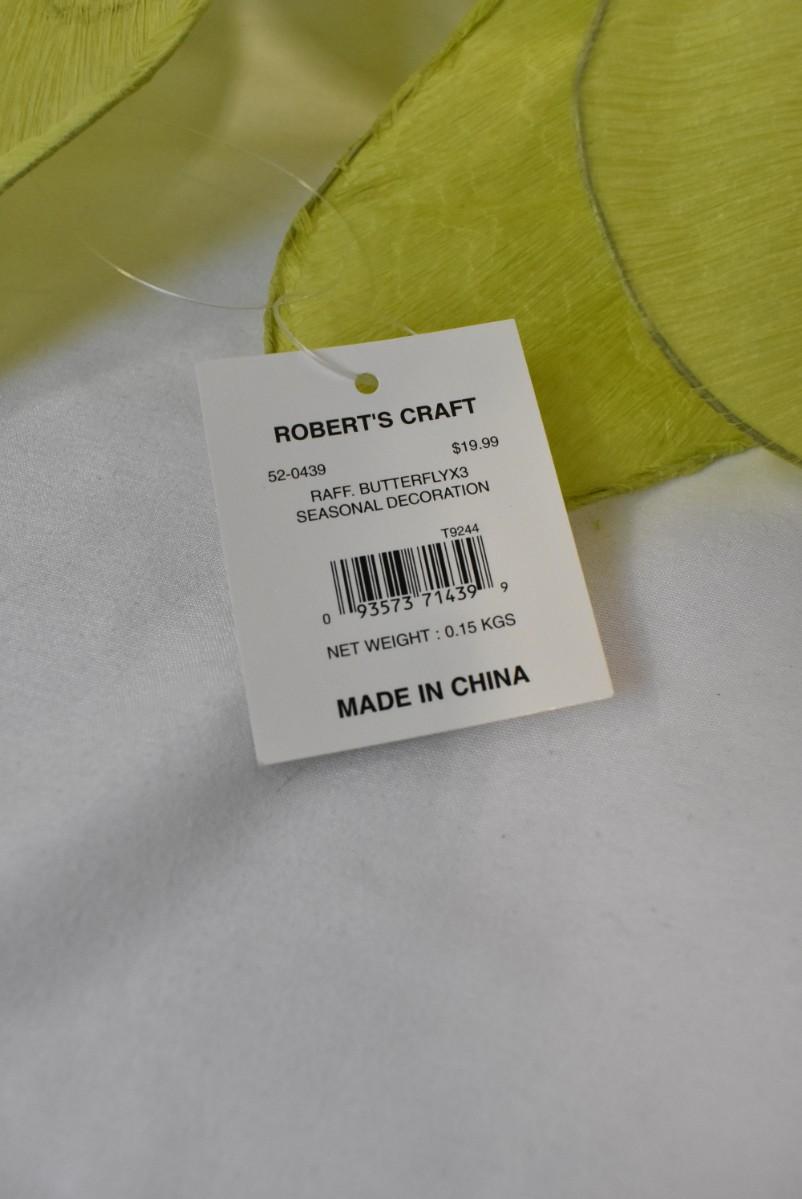 ROBERT'S CRAFT
52-0439 $19.99
RAFF. BUTTERFLYX3
SEASONAL DECORATION
T9244
0 93573 71439 9
NET WEIGHT : 0.15 KGS
MADE IN CHINA